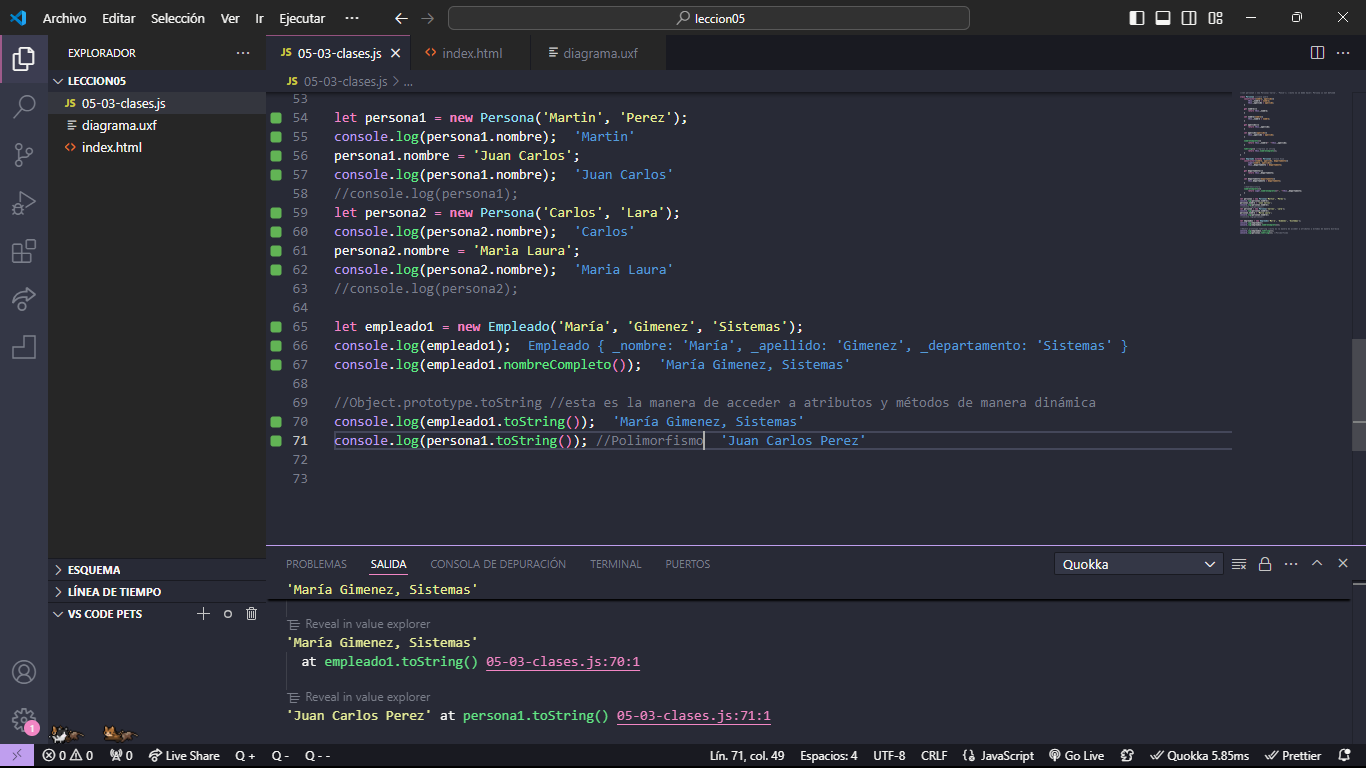 Archivo Editar Selección Ver Ir Ejecutar ··· leccion05
EXPLORADOR ···
LECCION05
JS 05-03-clases.js
diagrama.uxf
<> index.html
ESQUEMA
LÍNEA DE TIEMPO
VS CODE PETS
1
JS 05-03-clases.js <> index.html diagrama.uxf ···
JS 05-03-clases.js > ...
53
54 let persona1 = new Persona('Martin', 'Perez');
55 console.log(persona1.nombre); 'Martin'
56 persona1.nombre = 'Juan Carlos';
57 console.log(persona1.nombre); 'Juan Carlos'
58 //console.log(persona1);
59 let persona2 = new Persona('Carlos', 'Lara');
60 console.log(persona2.nombre); 'Carlos'
61 persona2.nombre = 'Maria Laura';
62 console.log(persona2.nombre); 'Maria Laura'
63 //console.log(persona2);
64
65 let empleado1 = new Empleado('María', 'Gimenez', 'Sistemas');
66 console.log(empleado1); Empleado { _nombre: 'María', _apellido: 'Gimenez', _departamento: 'Sistemas' }
67 console.log(empleado1.nombreCompleto()); 'María Gimenez, Sistemas'
68
69 //Object.prototype.toString //esta es la manera de acceder a atributos y métodos de manera dinámica
70 console.log(empleado1.toString()); 'María Gimenez, Sistemas'
71 console.log(persona1.toString()); //Polimorfismo 'Juan Carlos Perez'
72
73
PROBLEMAS SALIDA CONSOLA DE DEPURACIÓN TERMINAL PUERTOS Quokka ···
'María Gimenez, Sistemas'
Reveal in value explorer
'María Gimenez, Sistemas'
at empleado1.toString() 05-03-clases.js:70:1
Reveal in value explorer
'Juan Carlos Perez' at persona1.toString() 05-03-clases.js:71:1
0 0 0 Live Share Q + Q - Q - - Lín. 71, col. 49 Espacios: 4 UTF-8 CRLF {} JavaScript Go Live Quokka 5.85ms Prettier